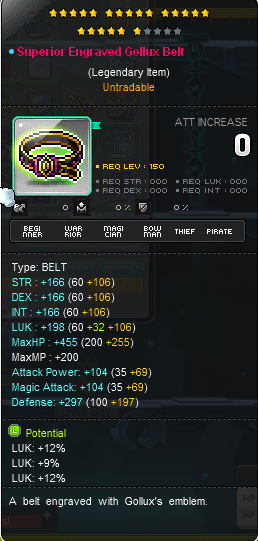 Superior Engraved Gollux Belt
(Legendary Item)
Untradable
ATT INCREASE
0
REQ LEV : 150
REQ STR : 000 REQ LUK : 000
REQ DEX : 000 REQ INT : 000
0 0 % 0 %
BEGINNER WARRIOR MAGICIAN BOWMAN THIEF PIRATE
Type: BELT
STR : +166 (60 +106)
DEX : +166 (60 +106)
INT : +166 (60 +106)
LUK : +198 (60 +32 +106)
MaxHP : +455 (200 +255)
MaxMP : +200
Attack Power: +104 (35 +69)
Magic Attack: +104 (35 +69)
Defense: +297 (100 +197)
L Potential
LUK: +12%
LUK: +9%
LUK: +12%
A belt engraved with Gollux's emblem.